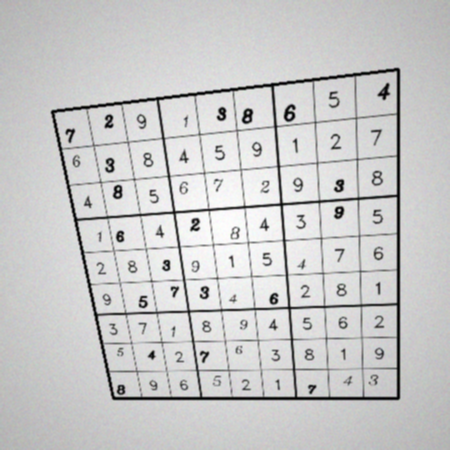 7 2 9 1 3 8 6 5 4
6 3 8 4 5 9 1 2 7
4 8 5 6 7 2 9 3 8
1 6 4 2 8 4 3 9 5
2 8 3 9 1 5 4 7 6
9 5 7 3 4 6 2 8 1
3 7 1 8 9 4 5 6 2
5 4 2 7 6 3 8 1 9
8 9 6 5 2 1 7 4 3